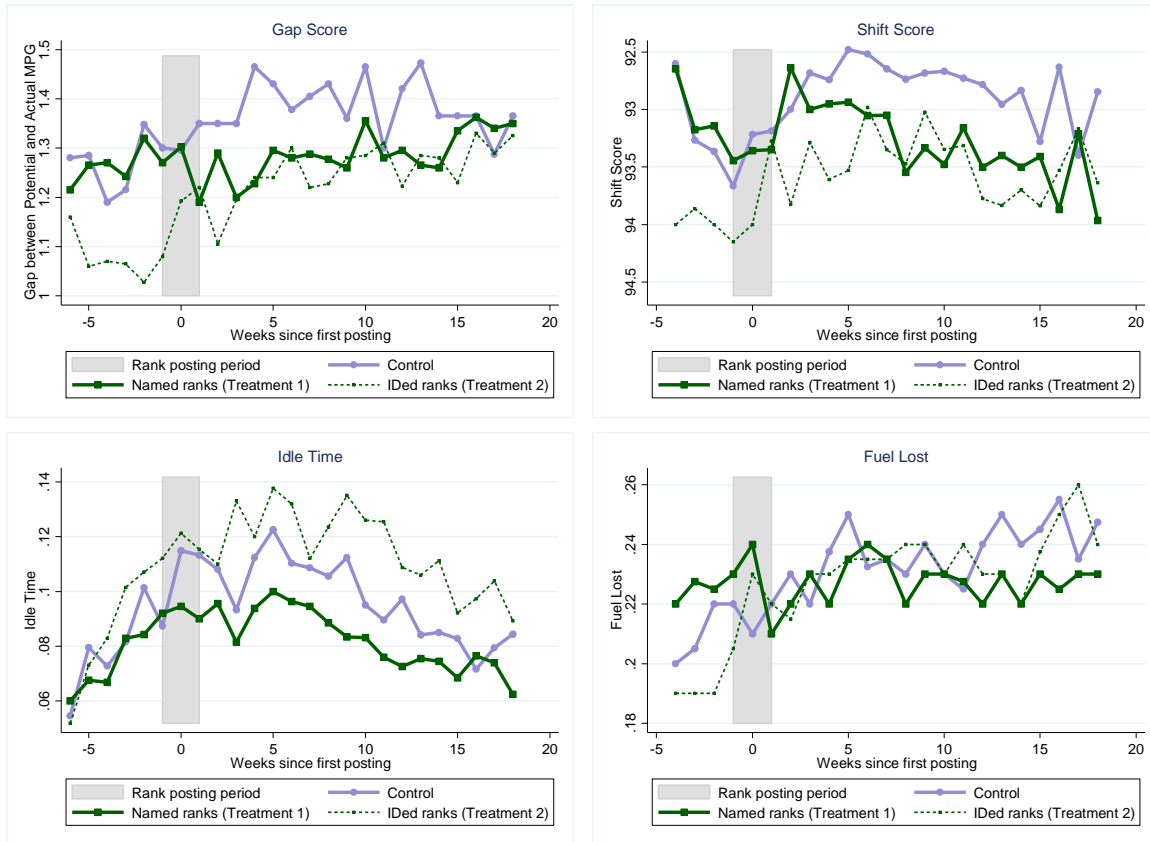 Gap Score
Gap between Potential and Actual MPG
1 1.1 1.2 1.3 1.4 1.5
-5 0 5 10 15 20
Weeks since first posting
Rank posting period Control
Named ranks (Treatment 1) IDed ranks (Treatment 2)
Shift Score
Shift Score
92.5 93 93.5 94 94.5
-5 0 5 10 15 20
Weeks since first posting
Rank posting period Control
Named ranks (Treatment 1) IDed ranks (Treatment 2)
Idle Time
Idle Time
.06 .08 .1 .12 .14
-5 0 5 10 15 20
Weeks since first posting
Rank posting period Control
Named ranks (Treatment 1) IDed ranks (Treatment 2)
Fuel Lost
Fuel Lost
.18 .2 .22 .24 .26
-5 0 5 10 15 20
Weeks since first posting
Rank posting period Control
Named ranks (Treatment 1) IDed ranks (Treatment 2)